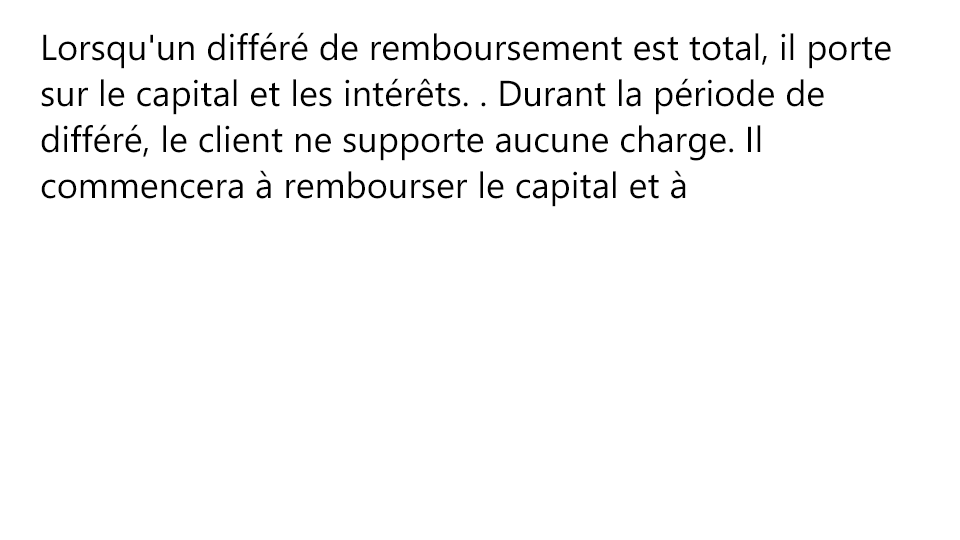 Lorsqu'un différé de remboursement est total, il porte
sur le capital et les intérêts. . Durant la période de
différé, le client ne supporte aucune charge. Il
commencera à rembourser le capital et à